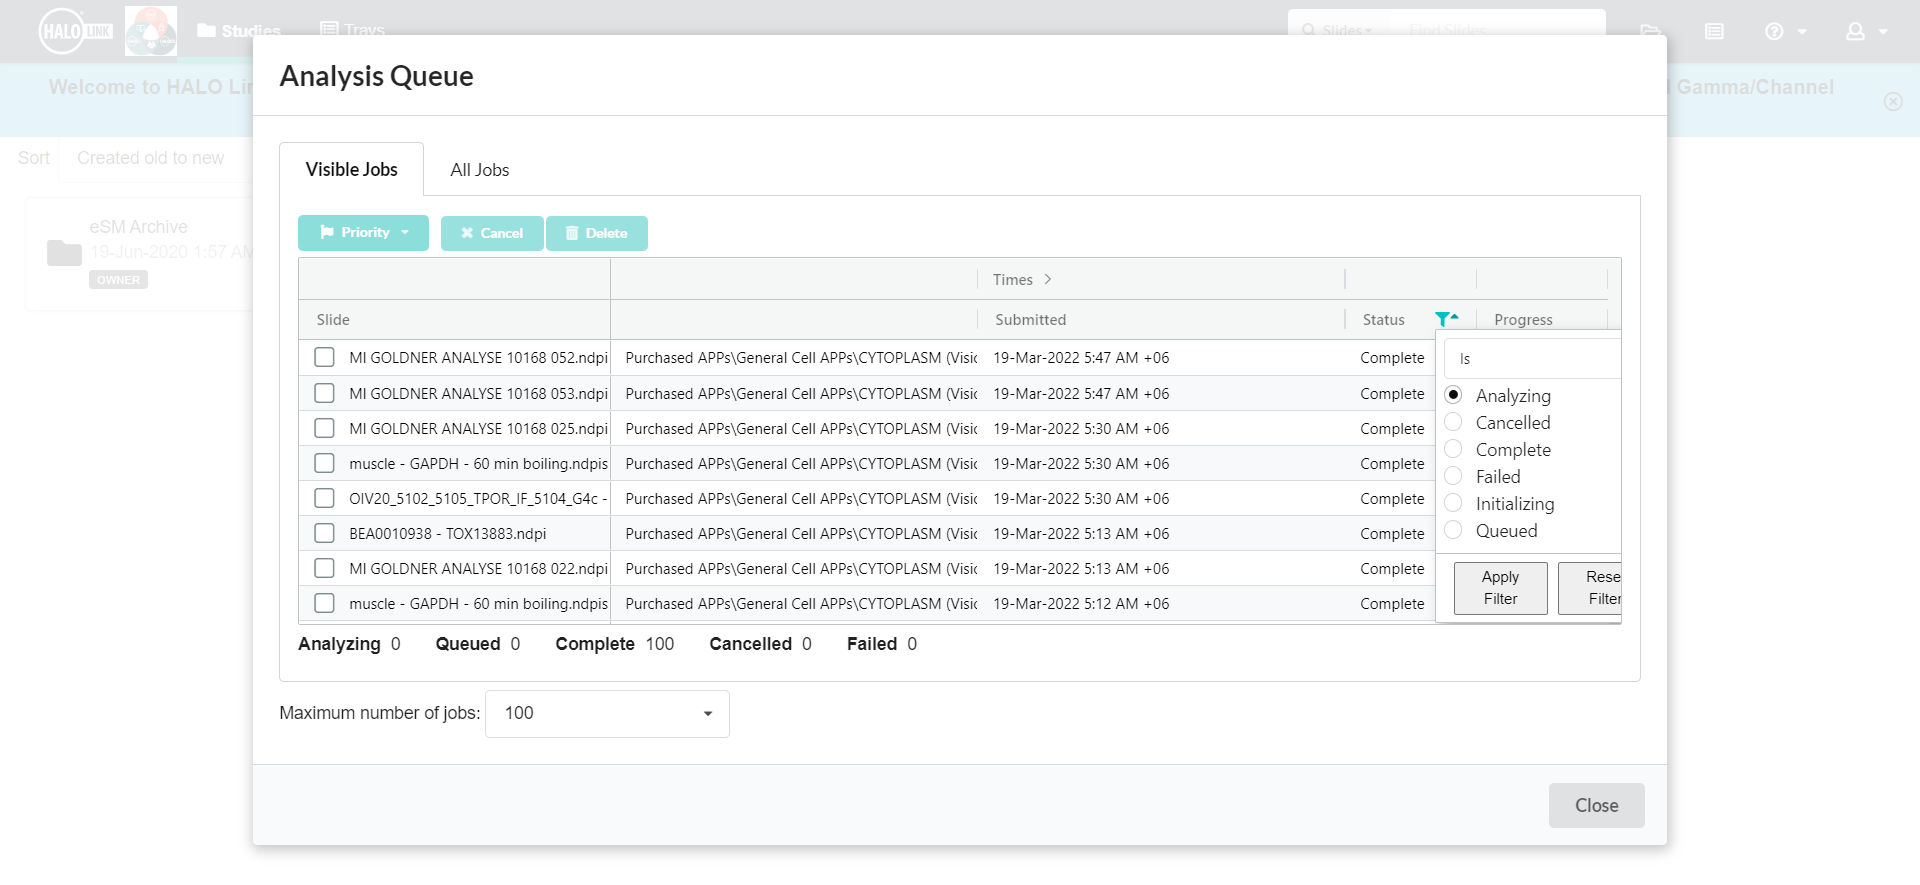 HALO LINK
Studies
Trays
Slides
Find Slides
Welcome to HALO Lin
l Gamma/Channel
Sort
Created old to new
eSM Archive
19-Jun-2020 1:57 AM
OWNER
Analysis Queue
Visible Jobs
All Jobs
Priority
Cancel
Delete
Times
Slide
Submitted
Status
Progress
MI GOLDNER ANALYSE 10168 052.ndpi Purchased APPs\General Cell APPs\CYTOPLASM (Visic 19-Mar-2022 5:47 AM +06 Complete
MI GOLDNER ANALYSE 10168 053.ndpi Purchased APPs\General Cell APPs\CYTOPLASM (Visic 19-Mar-2022 5:47 AM +06 Complete
MI GOLDNER ANALYSE 10168 025.ndpi Purchased APPs\General Cell APPs\CYTOPLASM (Visic 19-Mar-2022 5:30 AM +06 Complete
muscle - GAPDH - 60 min boiling.ndpis Purchased APPs\General Cell APPs\CYTOPLASM (Visic 19-Mar-2022 5:30 AM +06 Complete
OIV20_5102_5105_TPOR_IF_5104_G4c - Purchased APPs\General Cell APPs\CYTOPLASM (Visic 19-Mar-2022 5:30 AM +06 Complete
BEA0010938 - TOX13883.ndpi Purchased APPs\General Cell APPs\CYTOPLASM (Visic 19-Mar-2022 5:13 AM +06 Complete
MI GOLDNER ANALYSE 10168 022.ndpi Purchased APPs\General Cell APPs\CYTOPLASM (Visic 19-Mar-2022 5:13 AM +06 Complete
muscle - GAPDH - 60 min boiling.ndpis Purchased APPs\General Cell APPs\CYTOPLASM (Visic 19-Mar-2022 5:12 AM +06 Complete
Is
Analyzing
Cancelled
Complete
Failed
Initializing
Queued
Apply
Filter
Rese
Filter
Analyzing 0 Queued 0 Complete 100 Cancelled 0 Failed 0
Maximum number of jobs: 100
Close